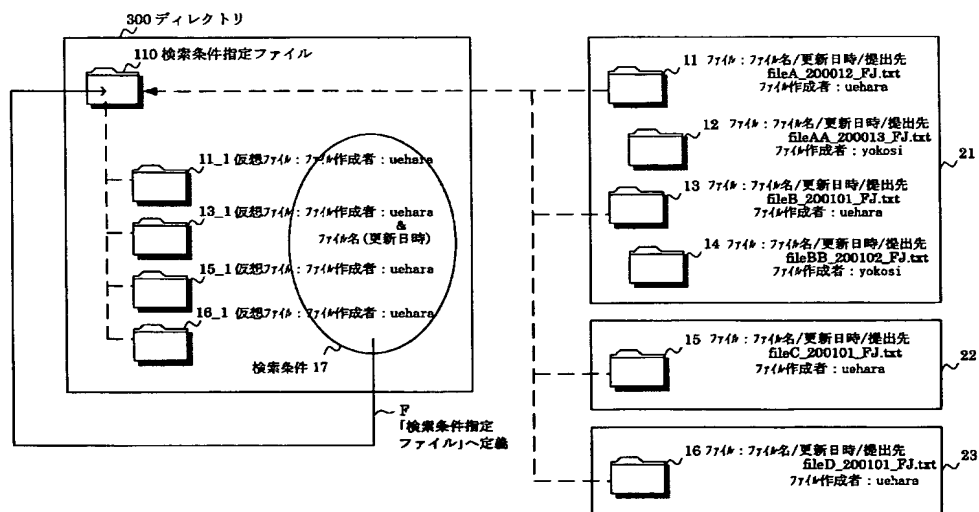 300 ディレクトリ
110 検索条件指定ファイル
11_1 仮想ファイル：ファイル作成者：uehara
13_1 仮想ファイル：ファイル作成者：uehara
&
ファイル名(更新日時)
15_1 仮想ファイル：ファイル作成者：uehara
16_1 仮想ファイル：ファイル作成者：uehara
検索条件 17
F
「検索条件指定
ファイル」へ定義
11 ファイル：ファイル名/更新日時/提出先
fileA_200012_FJ.txt
ファイル作成者：uehara
12 ファイル：ファイル名/更新日時/提出先
fileAA_200013_FJ.txt
ファイル作成者：yokosi
13 ファイル：ファイル名/更新日時/提出先
fileB_200101_FJ.txt
ファイル作成者：uehara
14 ファイル：ファイル名/更新日時/提出先
fileBB_200102_FJ.txt
ファイル作成者：yokosi
21
15 ファイル：ファイル名/更新日時/提出先
fileC_200101_FJ.txt
ファイル作成者：uehara
22
16 ファイル：ファイル名/更新日時/提出先
fileD_200101_FJ.txt
ファイル作成者：uehara
23